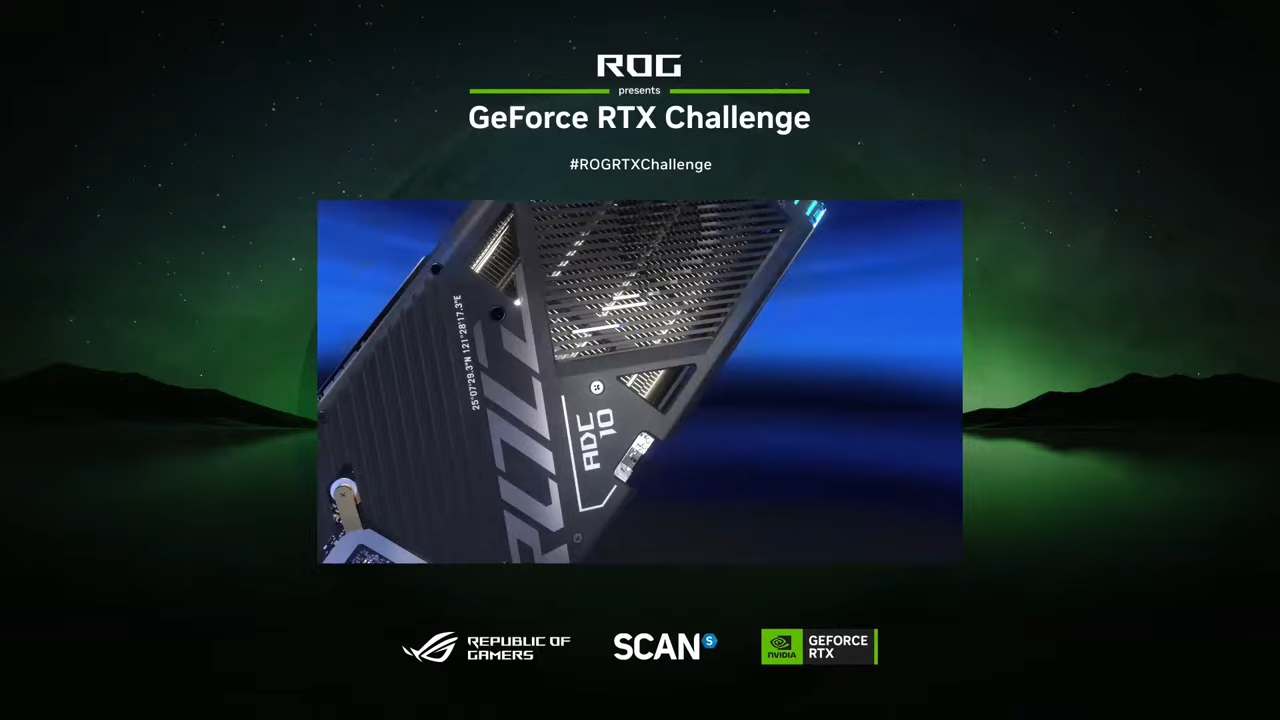 ROG
presents
GeForce RTX Challenge
#ROGRTXChallenge
25°07'29.3"N 121°28'17.3"E
ADC
10
REPUBLIC OF
GAMERS
SCAN S
NVIDIA
GEFORCE
RTX